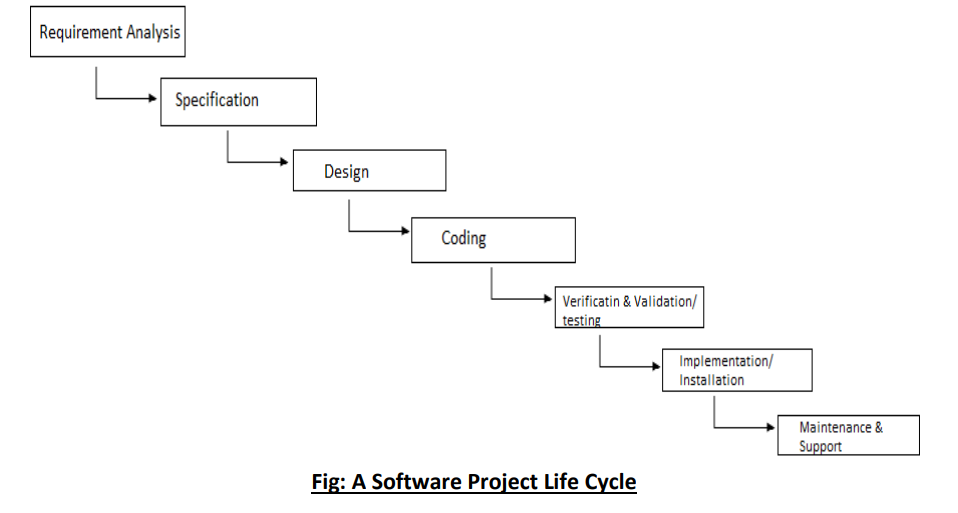 Requirement Analysis
Specification
Design
Coding
Verificatin & Validation/
testing
Implementation/
Installation
Maintenance &
Support
Fig: A Software Project Life Cycle